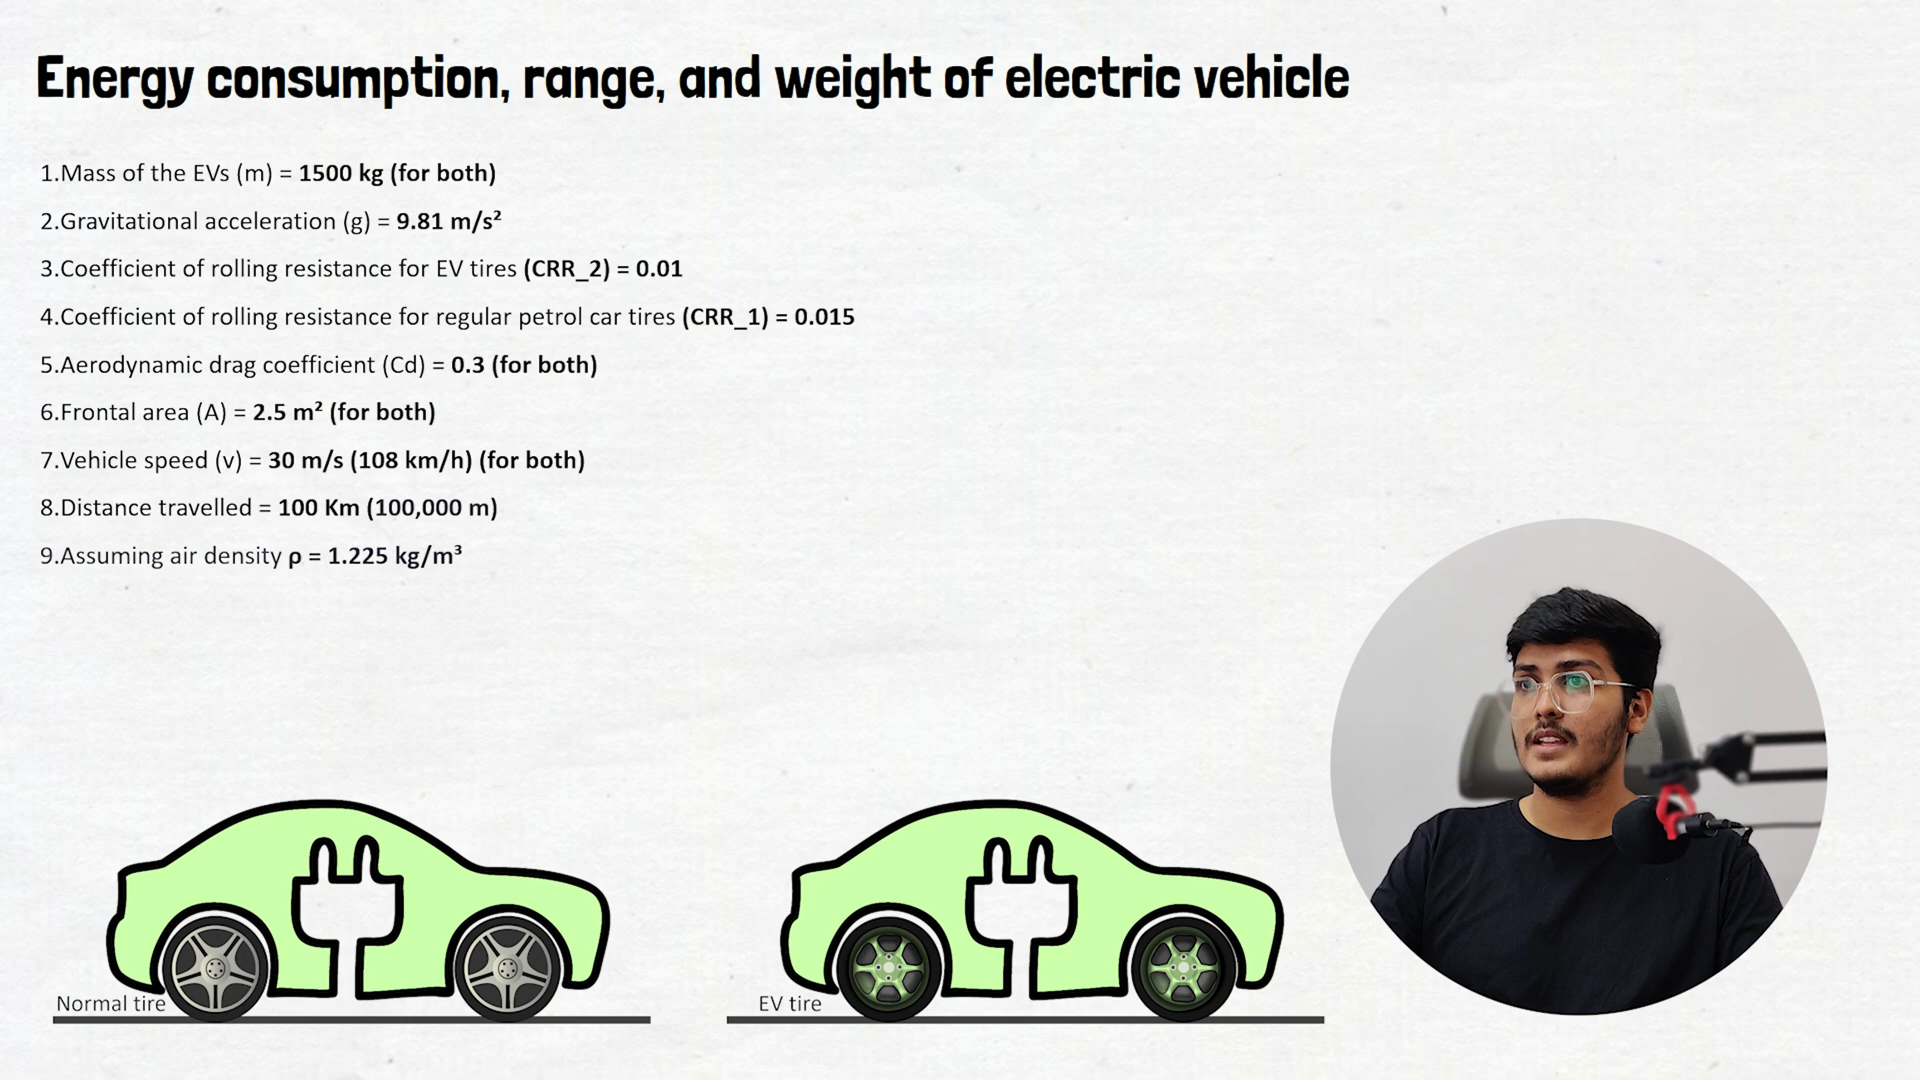 Energy consumption, range, and weight of electric vehicle
1.Mass of the EVs (m) = 1500 kg (for both)
2.Gravitational acceleration (g) = 9.81 m/s²
3.Coefficient of rolling resistance for EV tires (CRR_2) = 0.01
4.Coefficient of rolling resistance for regular petrol car tires (CRR_1) = 0.015
5.Aerodynamic drag coefficient (Cd) = 0.3 (for both)
6.Frontal area (A) = 2.5 m² (for both)
7.Vehicle speed (v) = 30 m/s (108 km/h) (for both)
8.Distance travelled = 100 Km (100,000 m)
9.Assuming air density ρ = 1.225 kg/m³
Normal tire
EV tire